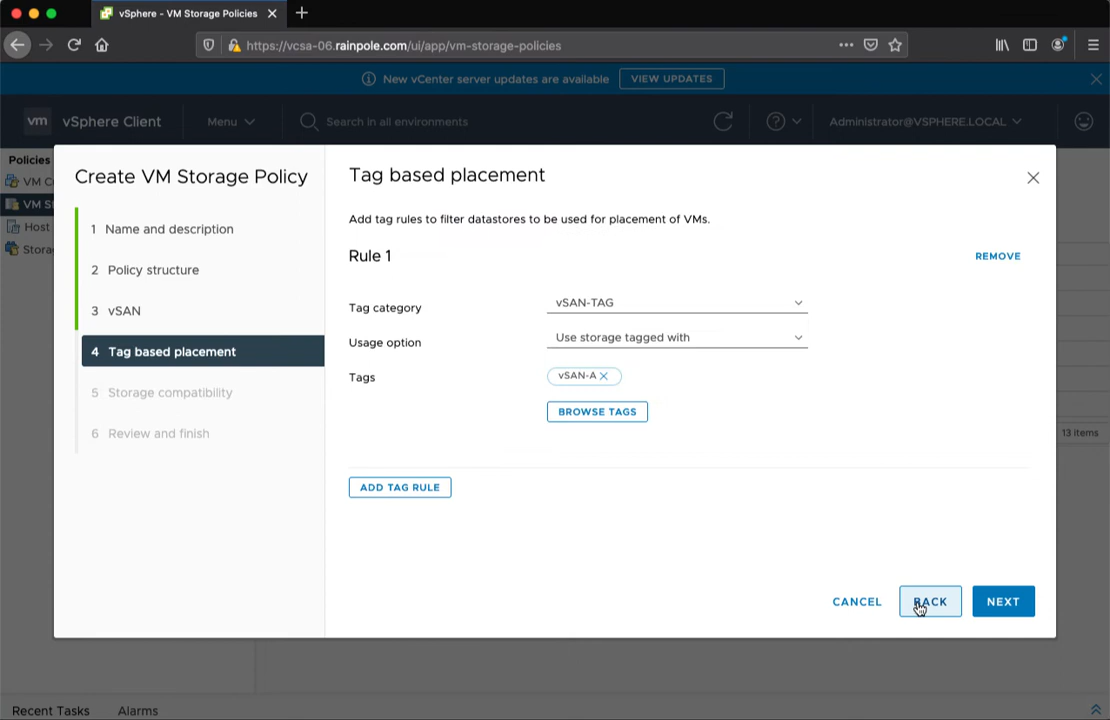 vSphere - VM Storage Policies
https://vcsa-06.rainpole.com/ui/app/vm-storage-policies
New vCenter server updates are available
VIEW UPDATES
vm
vSphere Client
Menu
Search in all environments
Administrator@VSPHERE.LOCAL
Policies
VM C
VM S
Host
Stora
Create VM Storage Policy
1 Name and description
2 Policy structure
3 vSAN
4 Tag based placement
5 Storage compatibility
6 Review and finish
Tag based placement
Add tag rules to filter datastores to be used for placement of VMs.
Rule 1
REMOVE
Tag category
vSAN-TAG
Usage option
Use storage tagged with
Tags
vSAN-A
BROWSE TAGS
ADD TAG RULE
CANCEL
BACK
NEXT
13 items
Recent Tasks
Alarms